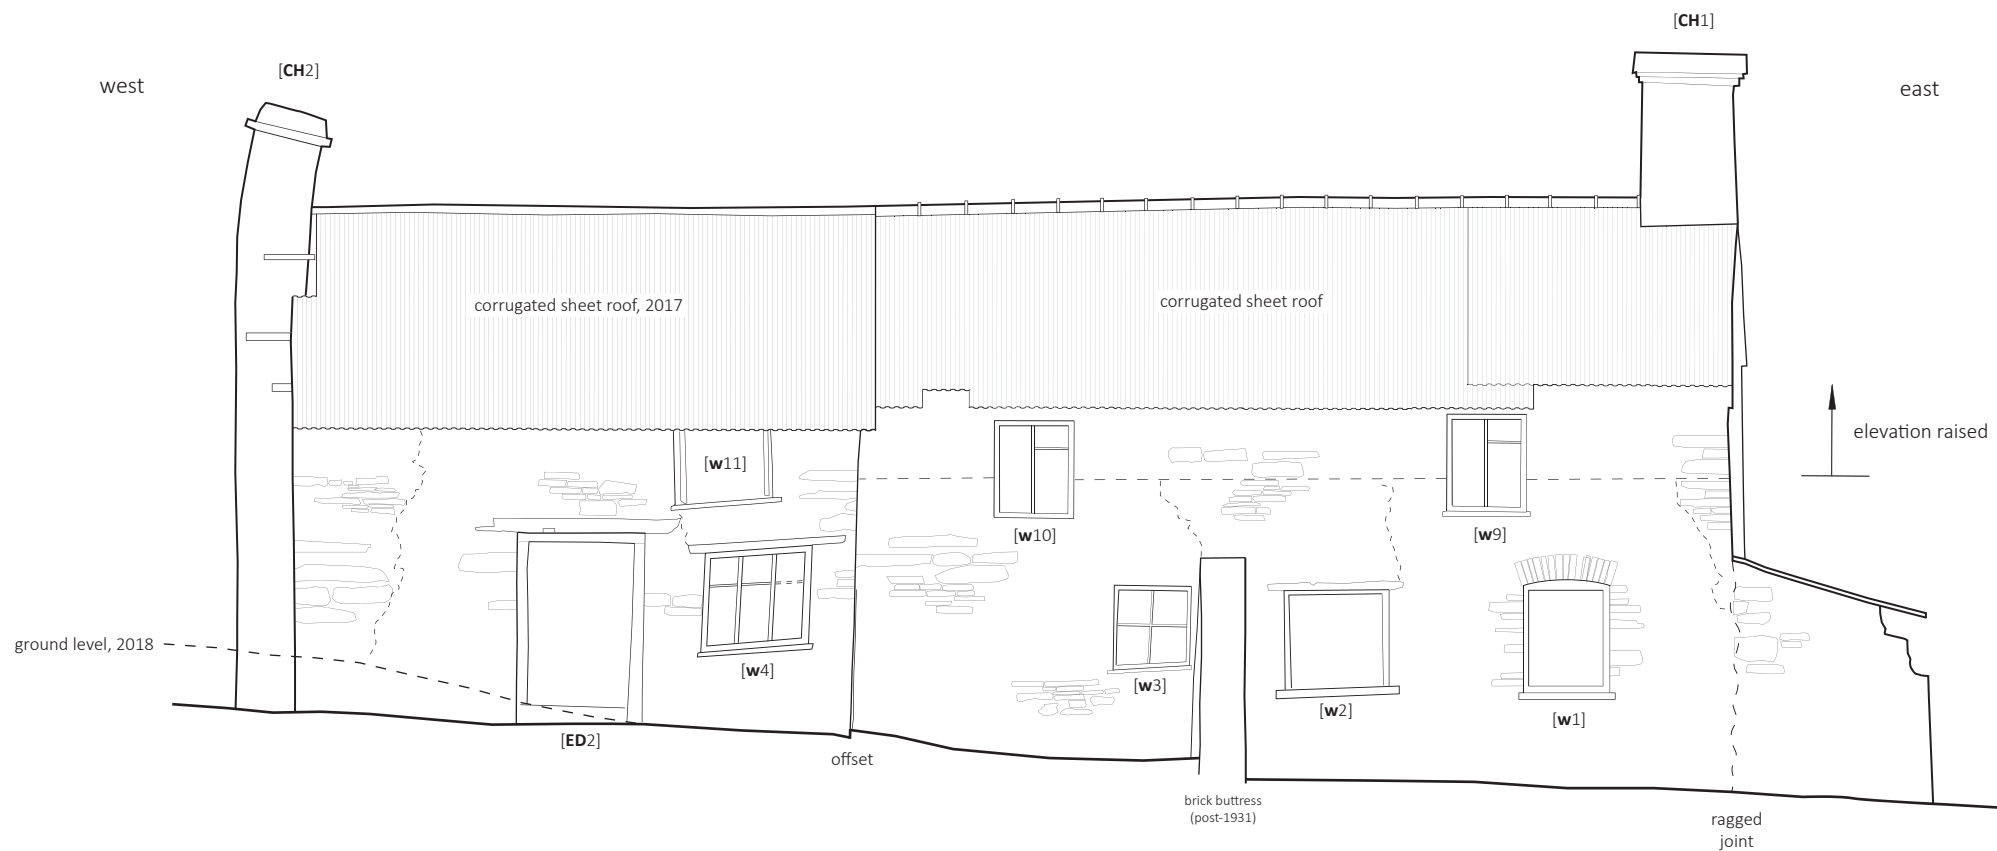 [CH1]
[CH2]
west
east
corrugated sheet roof, 2017
corrugated sheet roof
elevation raised
[w11]
[w10]
[w9]
ground level, 2018
[w4]
[w3]
[w2]
[w1]
[ED2]
offset
brick buttress
(post-1931)
ragged
joint